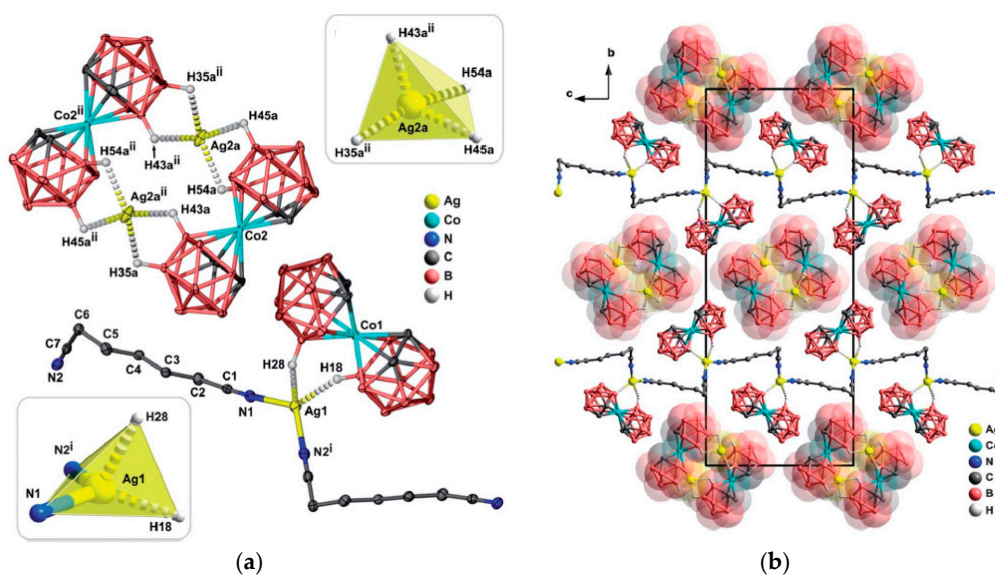 H43aⁱⁱ
H54a
Ag2a
H35aⁱⁱ
H45a
H35aⁱⁱ
Co2ⁱⁱ
H45a
Ag2a
H54aⁱⁱ
H43aⁱⁱ
H54a
Ag2aⁱⁱ
H43a
H45aⁱⁱ
Co2
H35a
Ag
Co
N
C
B
H
Co1
C6
C7
C5
C3
H28
H18
N2
C4
C1
C2
N1
Ag1
N2ⁱ
H28
N2ⁱ
Ag1
N1
H18
(a)
b
c
Ag
Co
N
C
B
H
(b)